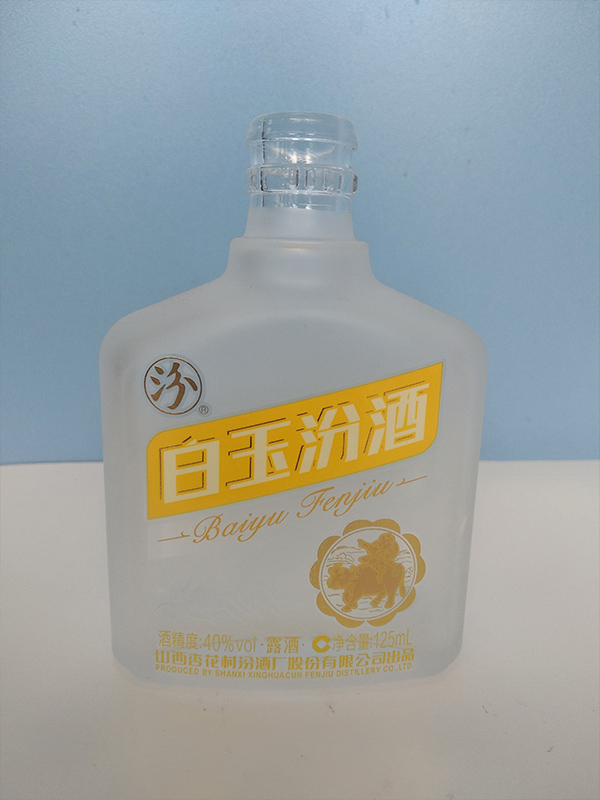 汾®
白玉汾酒
Baiyu Fenjiu
酒精度:40%vol·露酒· 净含量:125mL
山西杏花村汾酒厂股份有限公司出品
PRODUCED BY SHANXI XINGHUACUN FENJIU DISTILLERY CO.,LTD.